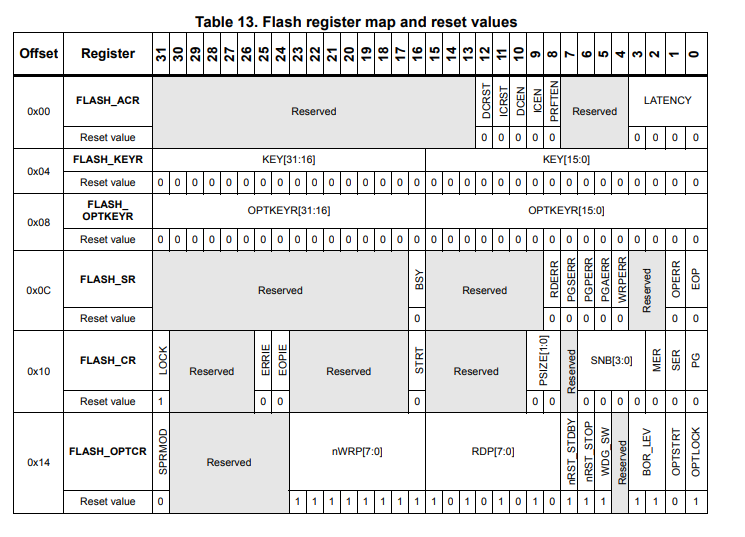 Table 13. Flash register map and reset values
Offset Register 31 30 29 28 27 26 25 24 23 22 21 20 19 18 17 16 15 14 13 12 11 10 9 8 7 6 5 4 3 2 1 0
0x00 FLASH_ACR Reserved DCRST ICRST DCEN ICEN PRFTEN Reserved LATENCY
Reset value 0 0 0 0 0 0 0 0 0
0x04 FLASH_KEYR KEY[31:16] KEY[15:0]
Reset value 0 0 0 0 0 0 0 0 0 0 0 0 0 0 0 0 0 0 0 0 0 0 0 0 0 0 0 0 0 0 0 0
0x08 FLASH_
OPTKEYR OPTKEYR[31:16] OPTKEYR[15:0]
Reset value 0 0 0 0 0 0 0 0 0 0 0 0 0 0 0 0 0 0 0 0 0 0 0 0 0 0 0 0 0 0 0 0
0x0C FLASH_SR Reserved BSY Reserved RDERR PGSERR PGPERR PGAERR WRPERR Reserved OPERR EOP
Reset value 0 0 0 0 0 0 0 0
0x10 FLASH_CR LOCK Reserved ERRIE EOPIE Reserved STRT Reserved PSIZE[1:0] Reserved SNB[3:0] MER SER PG
Reset value 1 0 0 0 0 0 0 0 0 0 0 0 0
0x14 FLASH_OPTCR SPRMOD Reserved nWRP[7:0] RDP[7:0] nRST_STDBY nRST_STOP WDG_SW Reserved BOR_LEV OPTSTRT OPTLOCK
Reset value 0 1 1 1 1 1 1 1 1 1 0 1 0 1 0 1 0 1 1 1 1 1 0 1